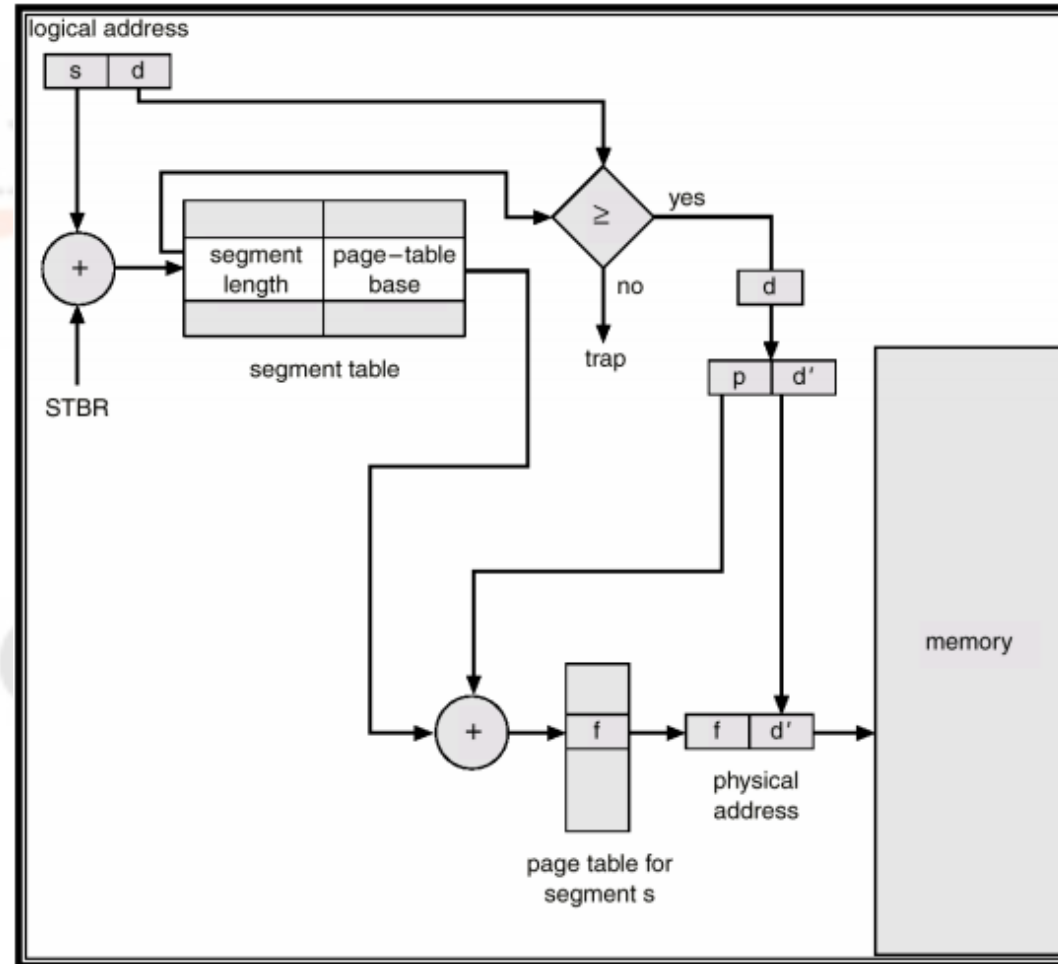 logical address
s d
≥
yes
segment length
page-table base
+
no
d
segment table
trap
p d′
STBR
memory
+
f
f d′
physical
address
page table for
segment s